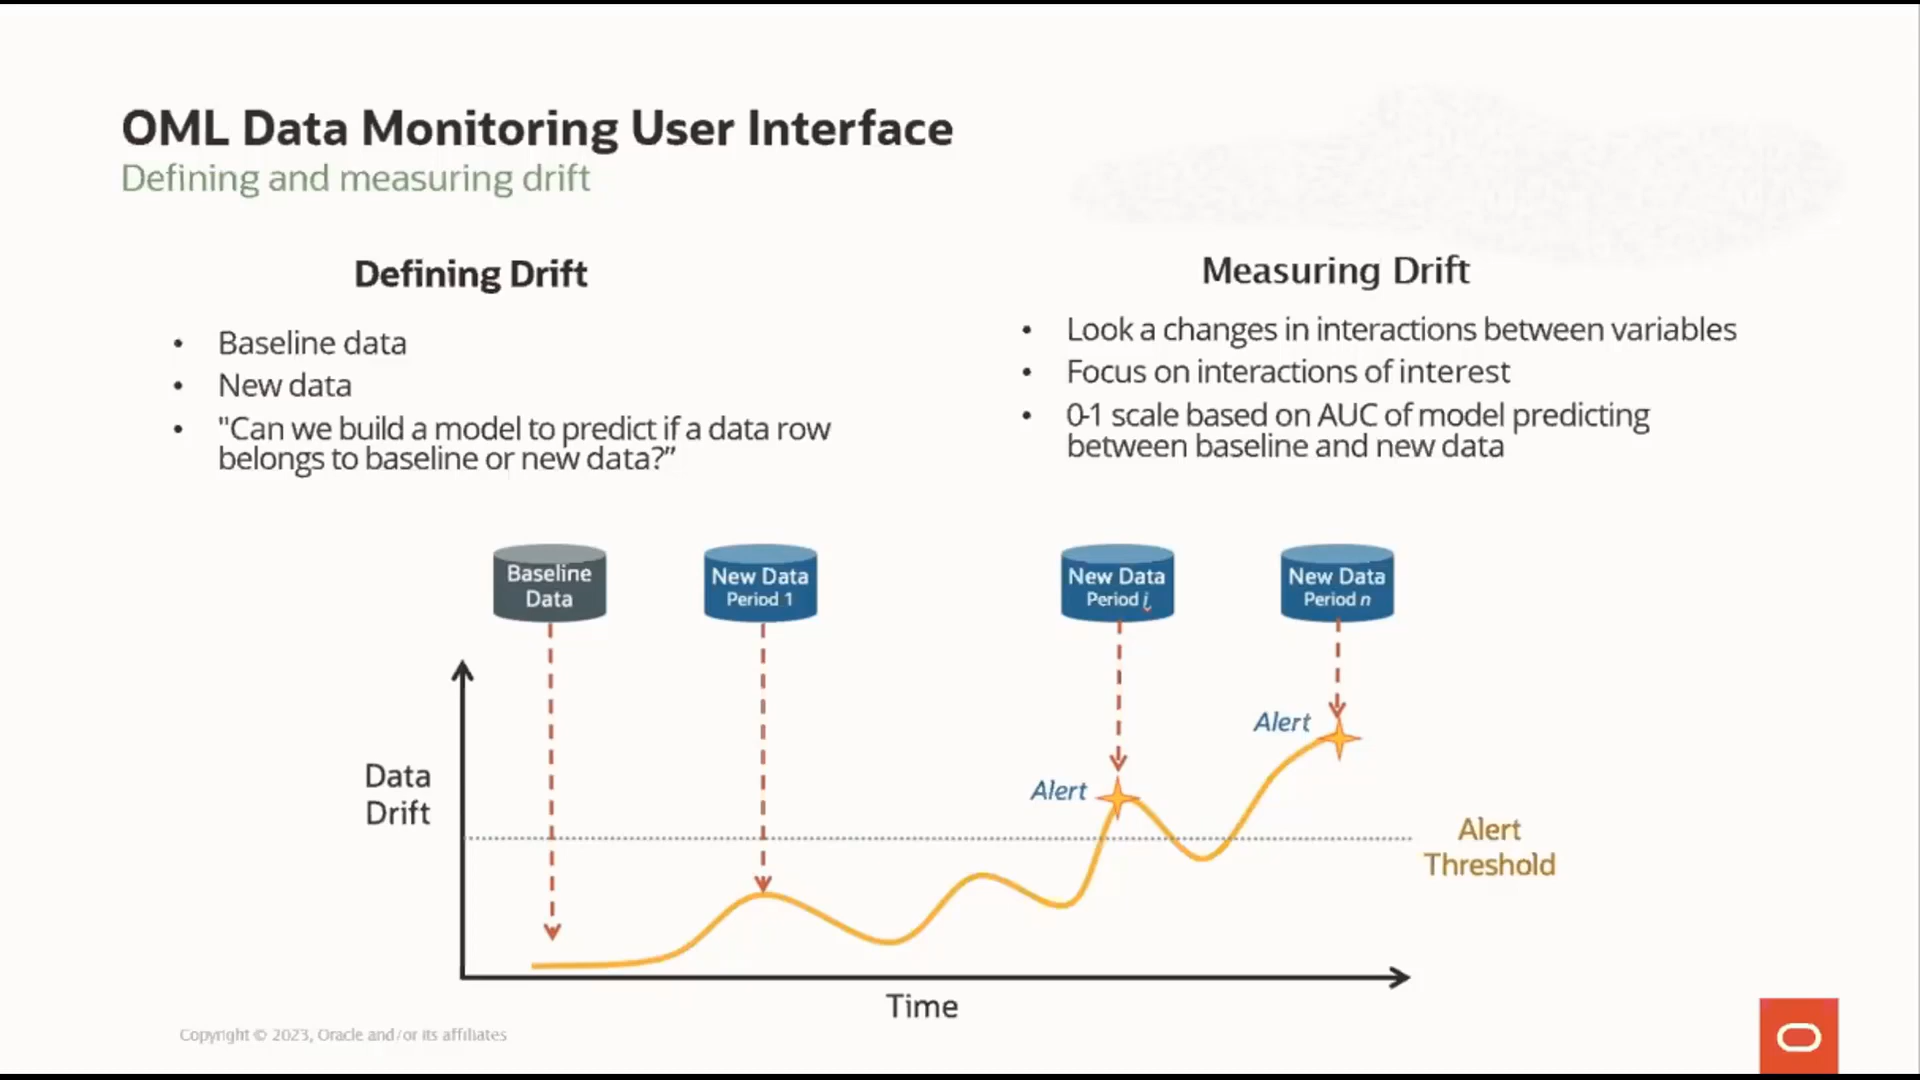 OML Data Monitoring User Interface
Defining and measuring drift
Defining Drift
• Baseline data
• New data
• "Can we build a model to predict if a data row
belongs to baseline or new data?”
Measuring Drift
• Look a changes in interactions between variables
• Focus on interactions of interest
• 0-1 scale based on AUC of model predicting
between baseline and new data
Baseline
Data
New Data
Period 1
New Data
Period i
New Data
Period n
Alert
Alert
Data
Drift
Alert
Threshold
Time
Copyright © 2023, Oracle and/or its affiliates